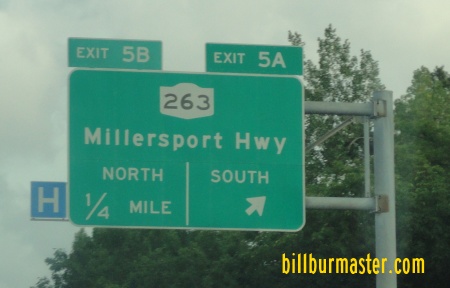 EXIT 5B
EXIT 5A
263
Millersport Hwy
NORTH
1/4 MILE
SOUTH
H
billburmaster.com